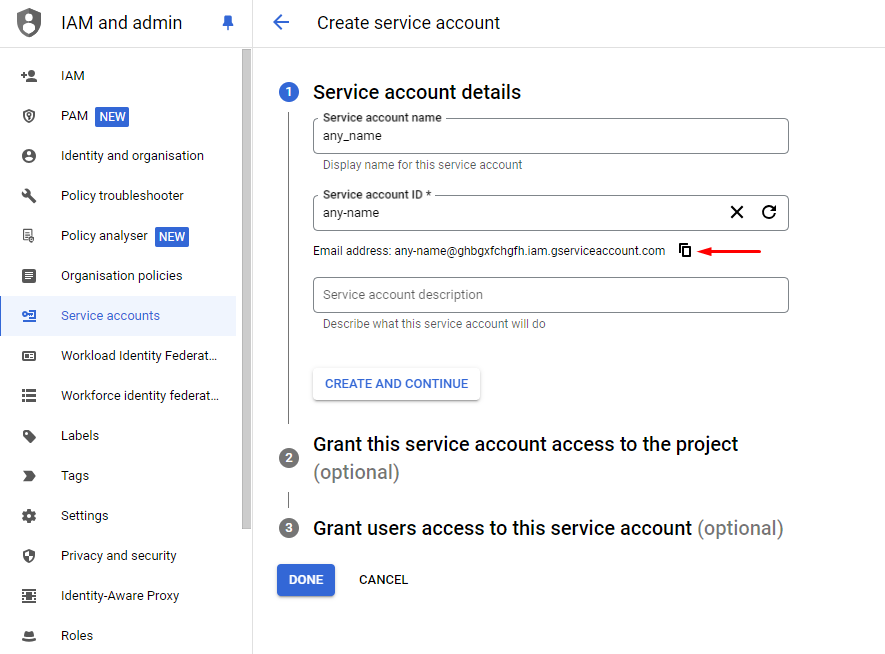 IAM and admin
Create service account
IAM
PAM NEW
Identity and organisation
Policy troubleshooter
Policy analyser NEW
Organisation policies
Service accounts
Workload Identity Federat...
Workforce identity federat...
Labels
Tags
Settings
Privacy and security
Identity-Aware Proxy
Roles
1 Service account details
Service account name
any_name
Display name for this service account
Service account ID *
any-name
Email address: any-name@ghbgxfchgfh.iam.gserviceaccount.com
Service account description
Describe what this service account will do
CREATE AND CONTINUE
2 Grant this service account access to the project
(optional)
3 Grant users access to this service account (optional)
DONE CANCEL